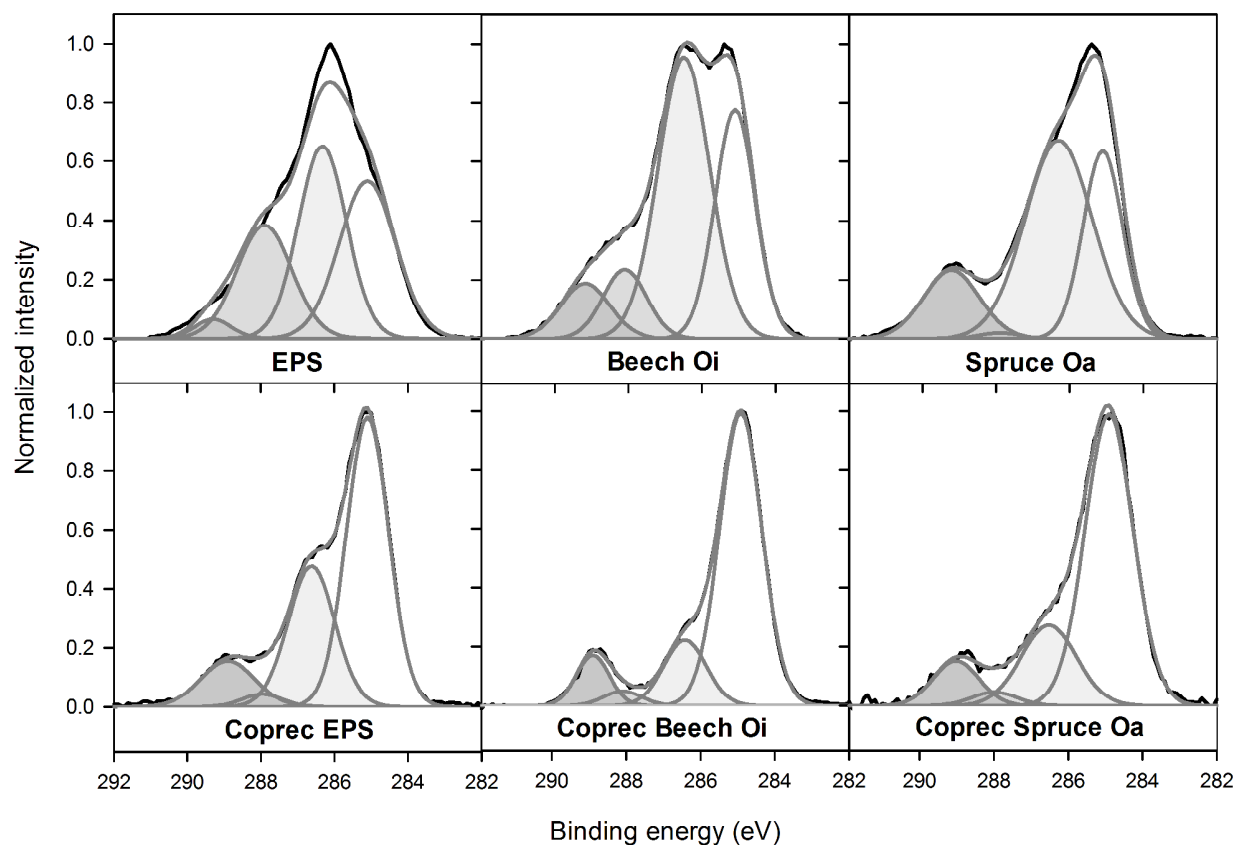 Normalized intensity
1.0
0.8
0.6
0.4
0.2
0.0
EPS
Beech Oi
Spruce Oa
1.0
0.8
0.6
0.4
0.2
0.0
Coprec EPS
Coprec Beech Oi
Coprec Spruce Oa
292 290 288 286 284 282 290 288 286 284 282 290 288 286 284 282
Binding energy (eV)